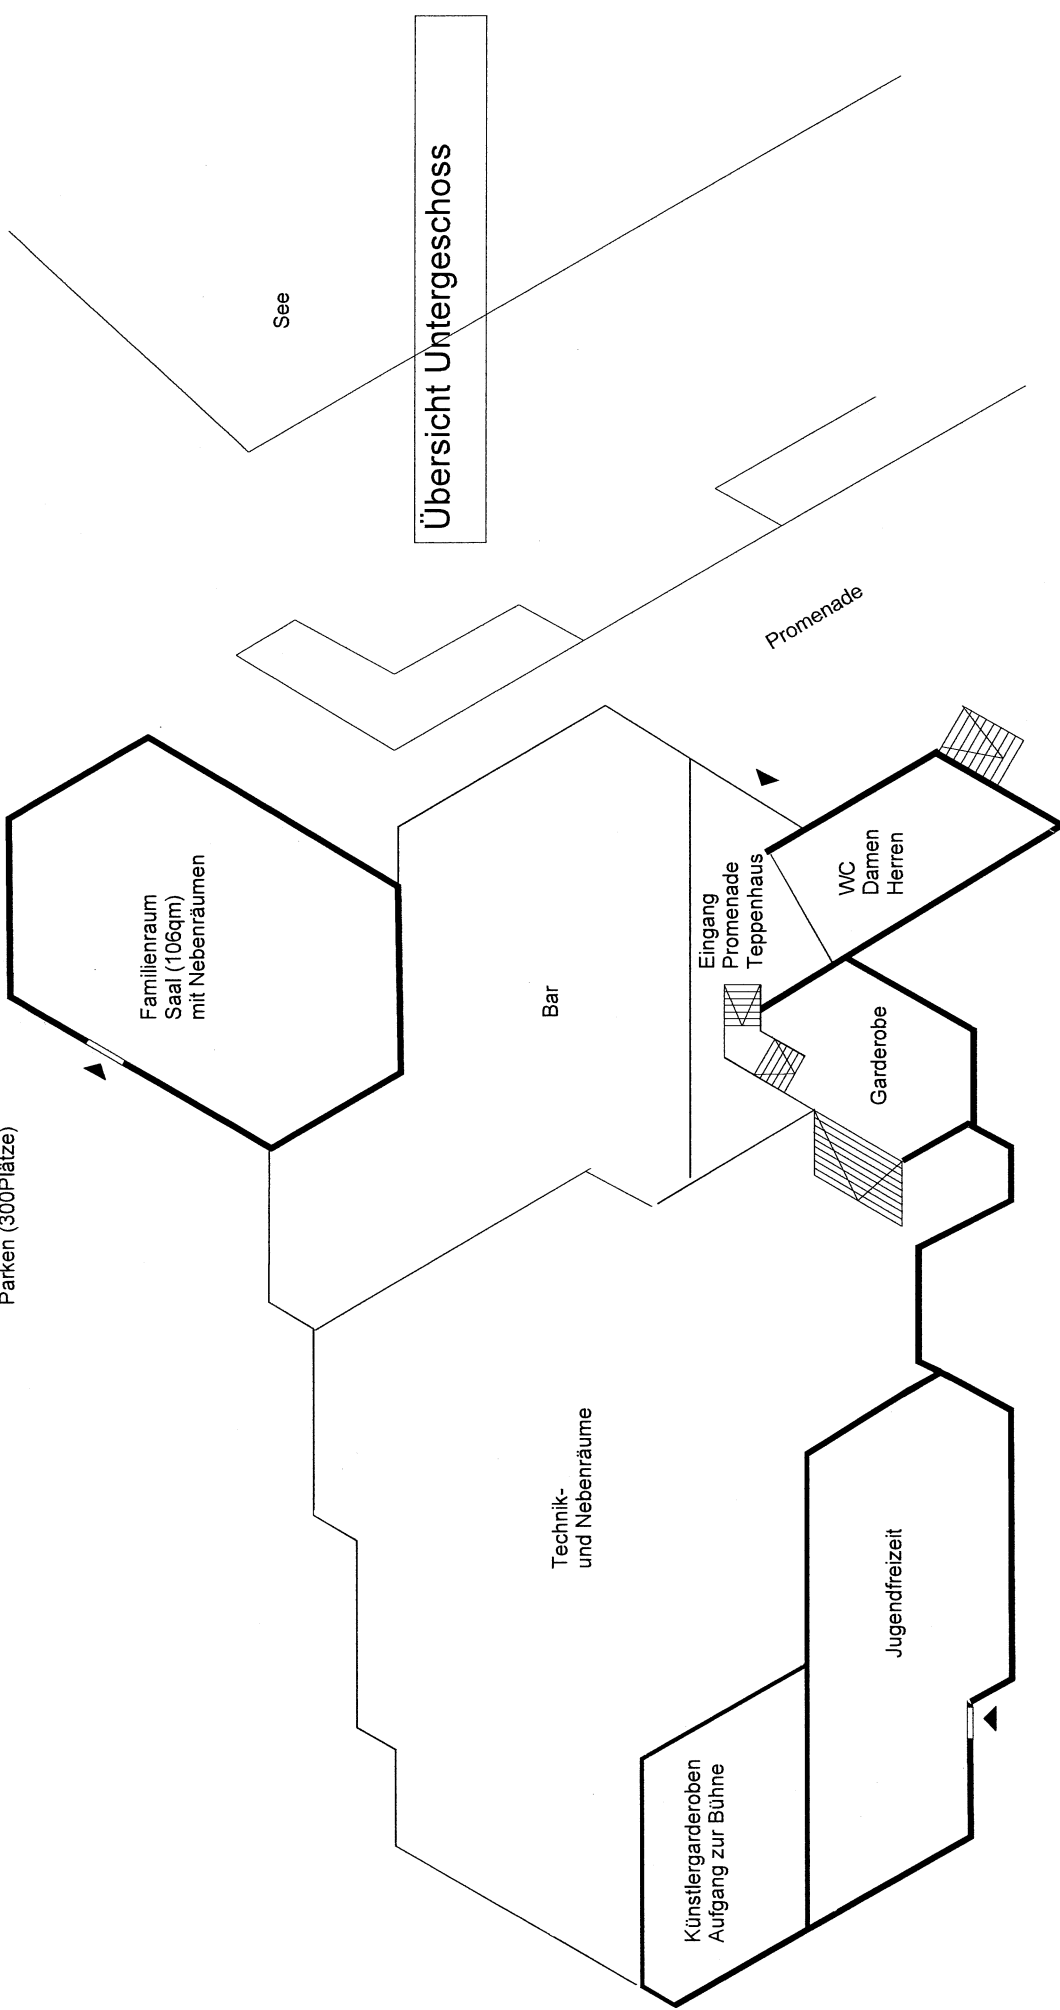 Übersicht Untergeschoss
See
Promenade
Parken (300Plätze)
Familienraum
Saal (106qm)
mit Nebenräumen
Bar
Eingang
Promenade
Teppenhaus
WC
Damen
Herren
Garderobe
Technik-
und Nebenräume
Jugendfreizeit
Künstlergarderoben
Aufgang zur Bühne